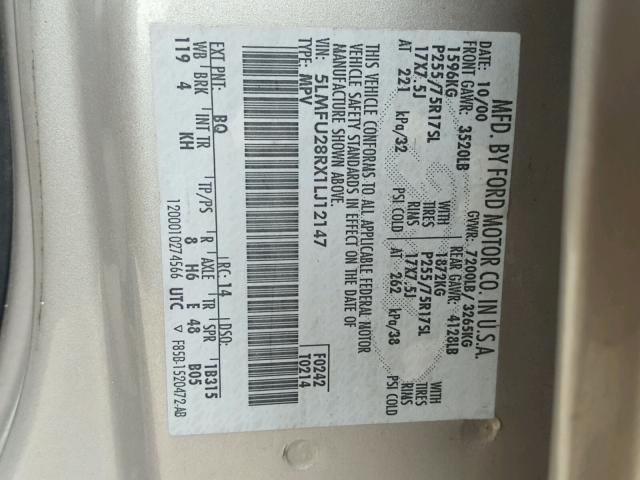 MFD. BY FORD MOTOR CO. IN U.S.A.
DATE: 10/00 GVWR: 7200LB/ 3265KG
FRONT GAWR: 3520LB REAR GAWR: 4128LB
1596KG WITH 1872KG WITH
P255/75R17SL TIRES P255/75R17SL TIRES
17X7.5J RIMS 17X7.5J RIMS
AT 221 kPa/32 PSI COLD AT 262 kPa/38 PSI COLD
THIS VEHICLE CONFORMS TO ALL APPLICABLE FEDERAL MOTOR
VEHICLE SAFETY STANDARDS IN EFFECT ON THE DATE OF
MANUFACTURE SHOWN ABOVE.
VIN: 5LMFU28RX1LJ12147 F0242
TYPE: MPV T0214
EXT PNT: BQ RC: 14 DSO:
WB BRK INT TR TP/PS R AXLE TR SPR 1B315
119 4 KH 8 H6 E 48 B05
1200010274566 UTC ▽ F85B-1520472-AB